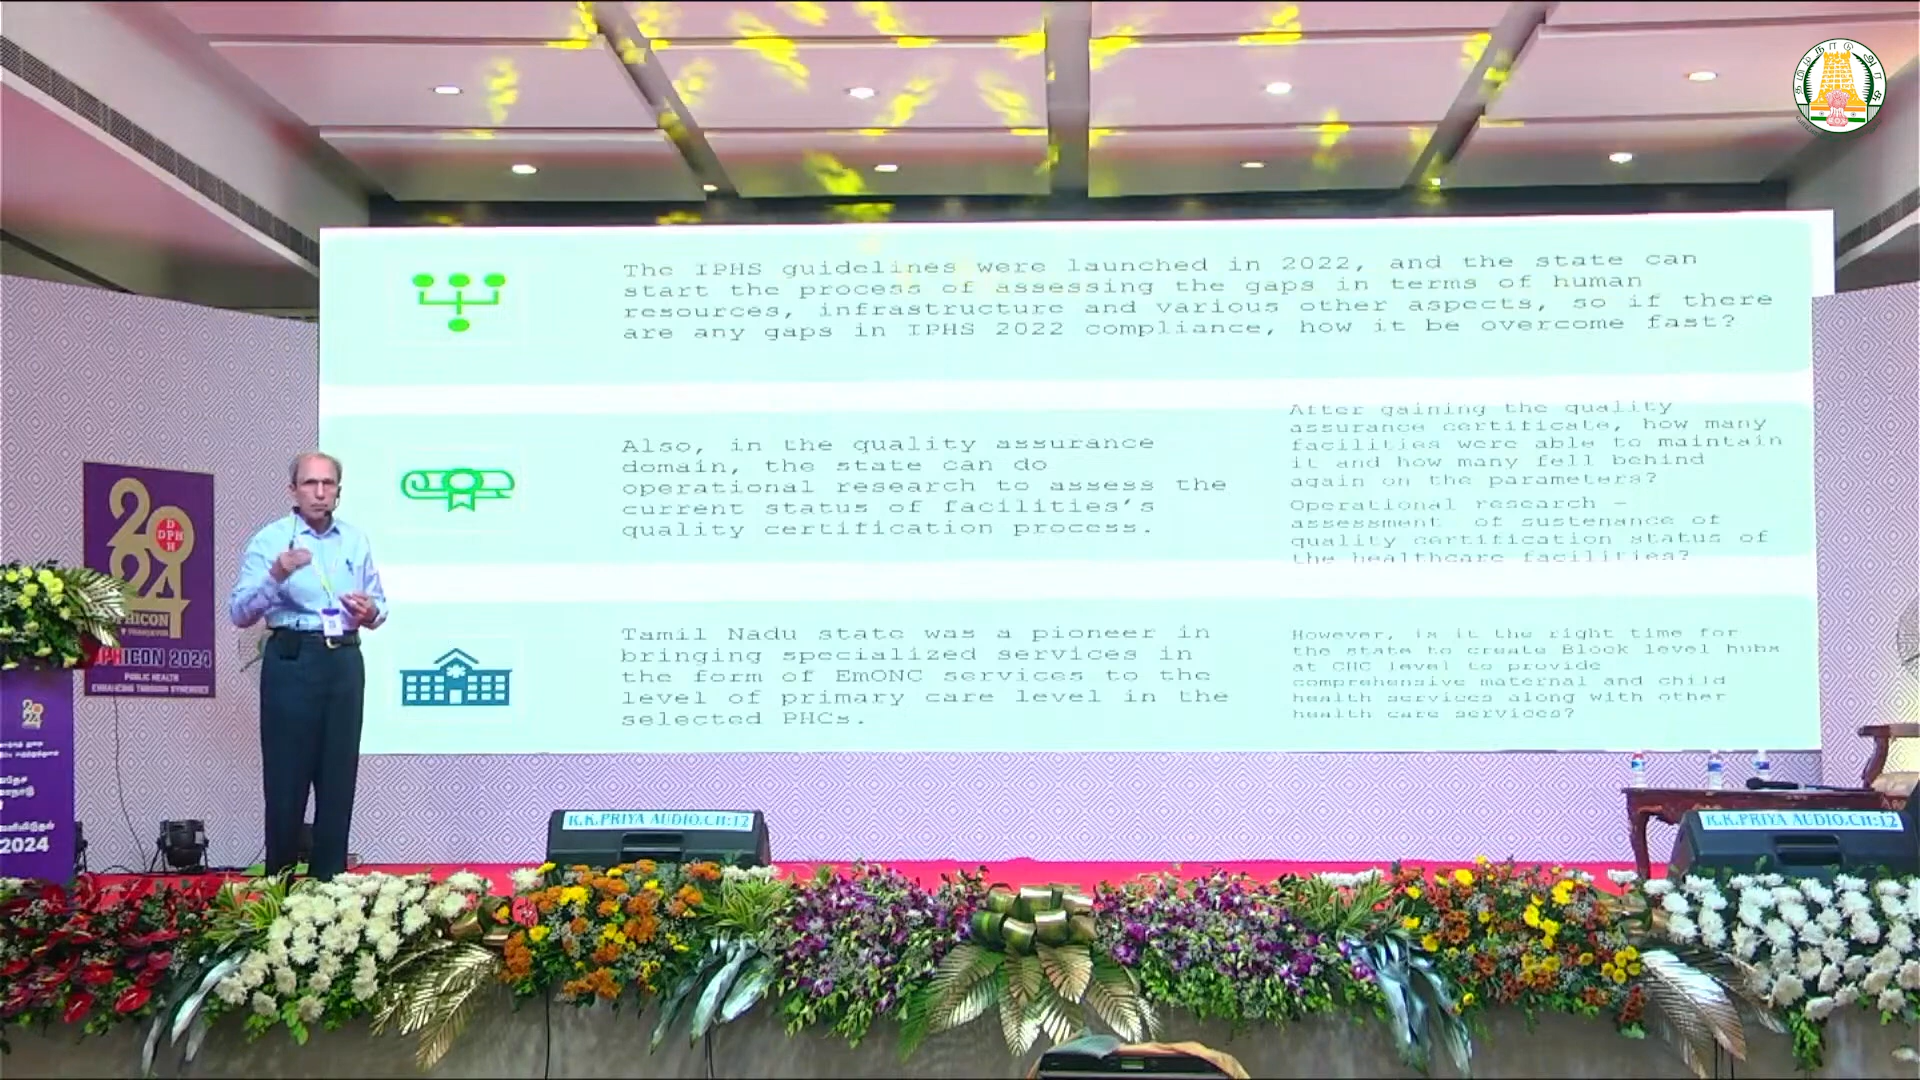 The IPHS guidelines were launched in 2022, and the state can
start the process of assessing the gaps in terms of human
resources, infrastructure and various other aspects, so if there
are any gaps in IPHS 2022 compliance, how it be overcome fast?
Also, in the quality assurance
domain, the state can do
operational research to assess the
current status of facilities's
quality certification process.
After gaining the quality
assurance certificate, how many
facilities were able to maintain
it and how many fell behind
again on the parameters?
Operational research –
assessment of sustenance of
quality certification status of
the healthcare facilities?
Tamil Nadu state was a pioneer in
bringing specialized services in
the form of EmONC services to the
level of primary care level in the
selected PHCs.
However, is it the right time for
the state to create Block level hubs
at CHC level to provide
comprehensive maternal and child
health services along with other
health care services?
2024
DPH
DPHICON 2024
PUBLIC HEALTH
ENHANCING THROUGH SYNERGIES
2024
K.K.PRIYA AUDIO.CH:12
K.K.PRIYA AUDIO.CH:12